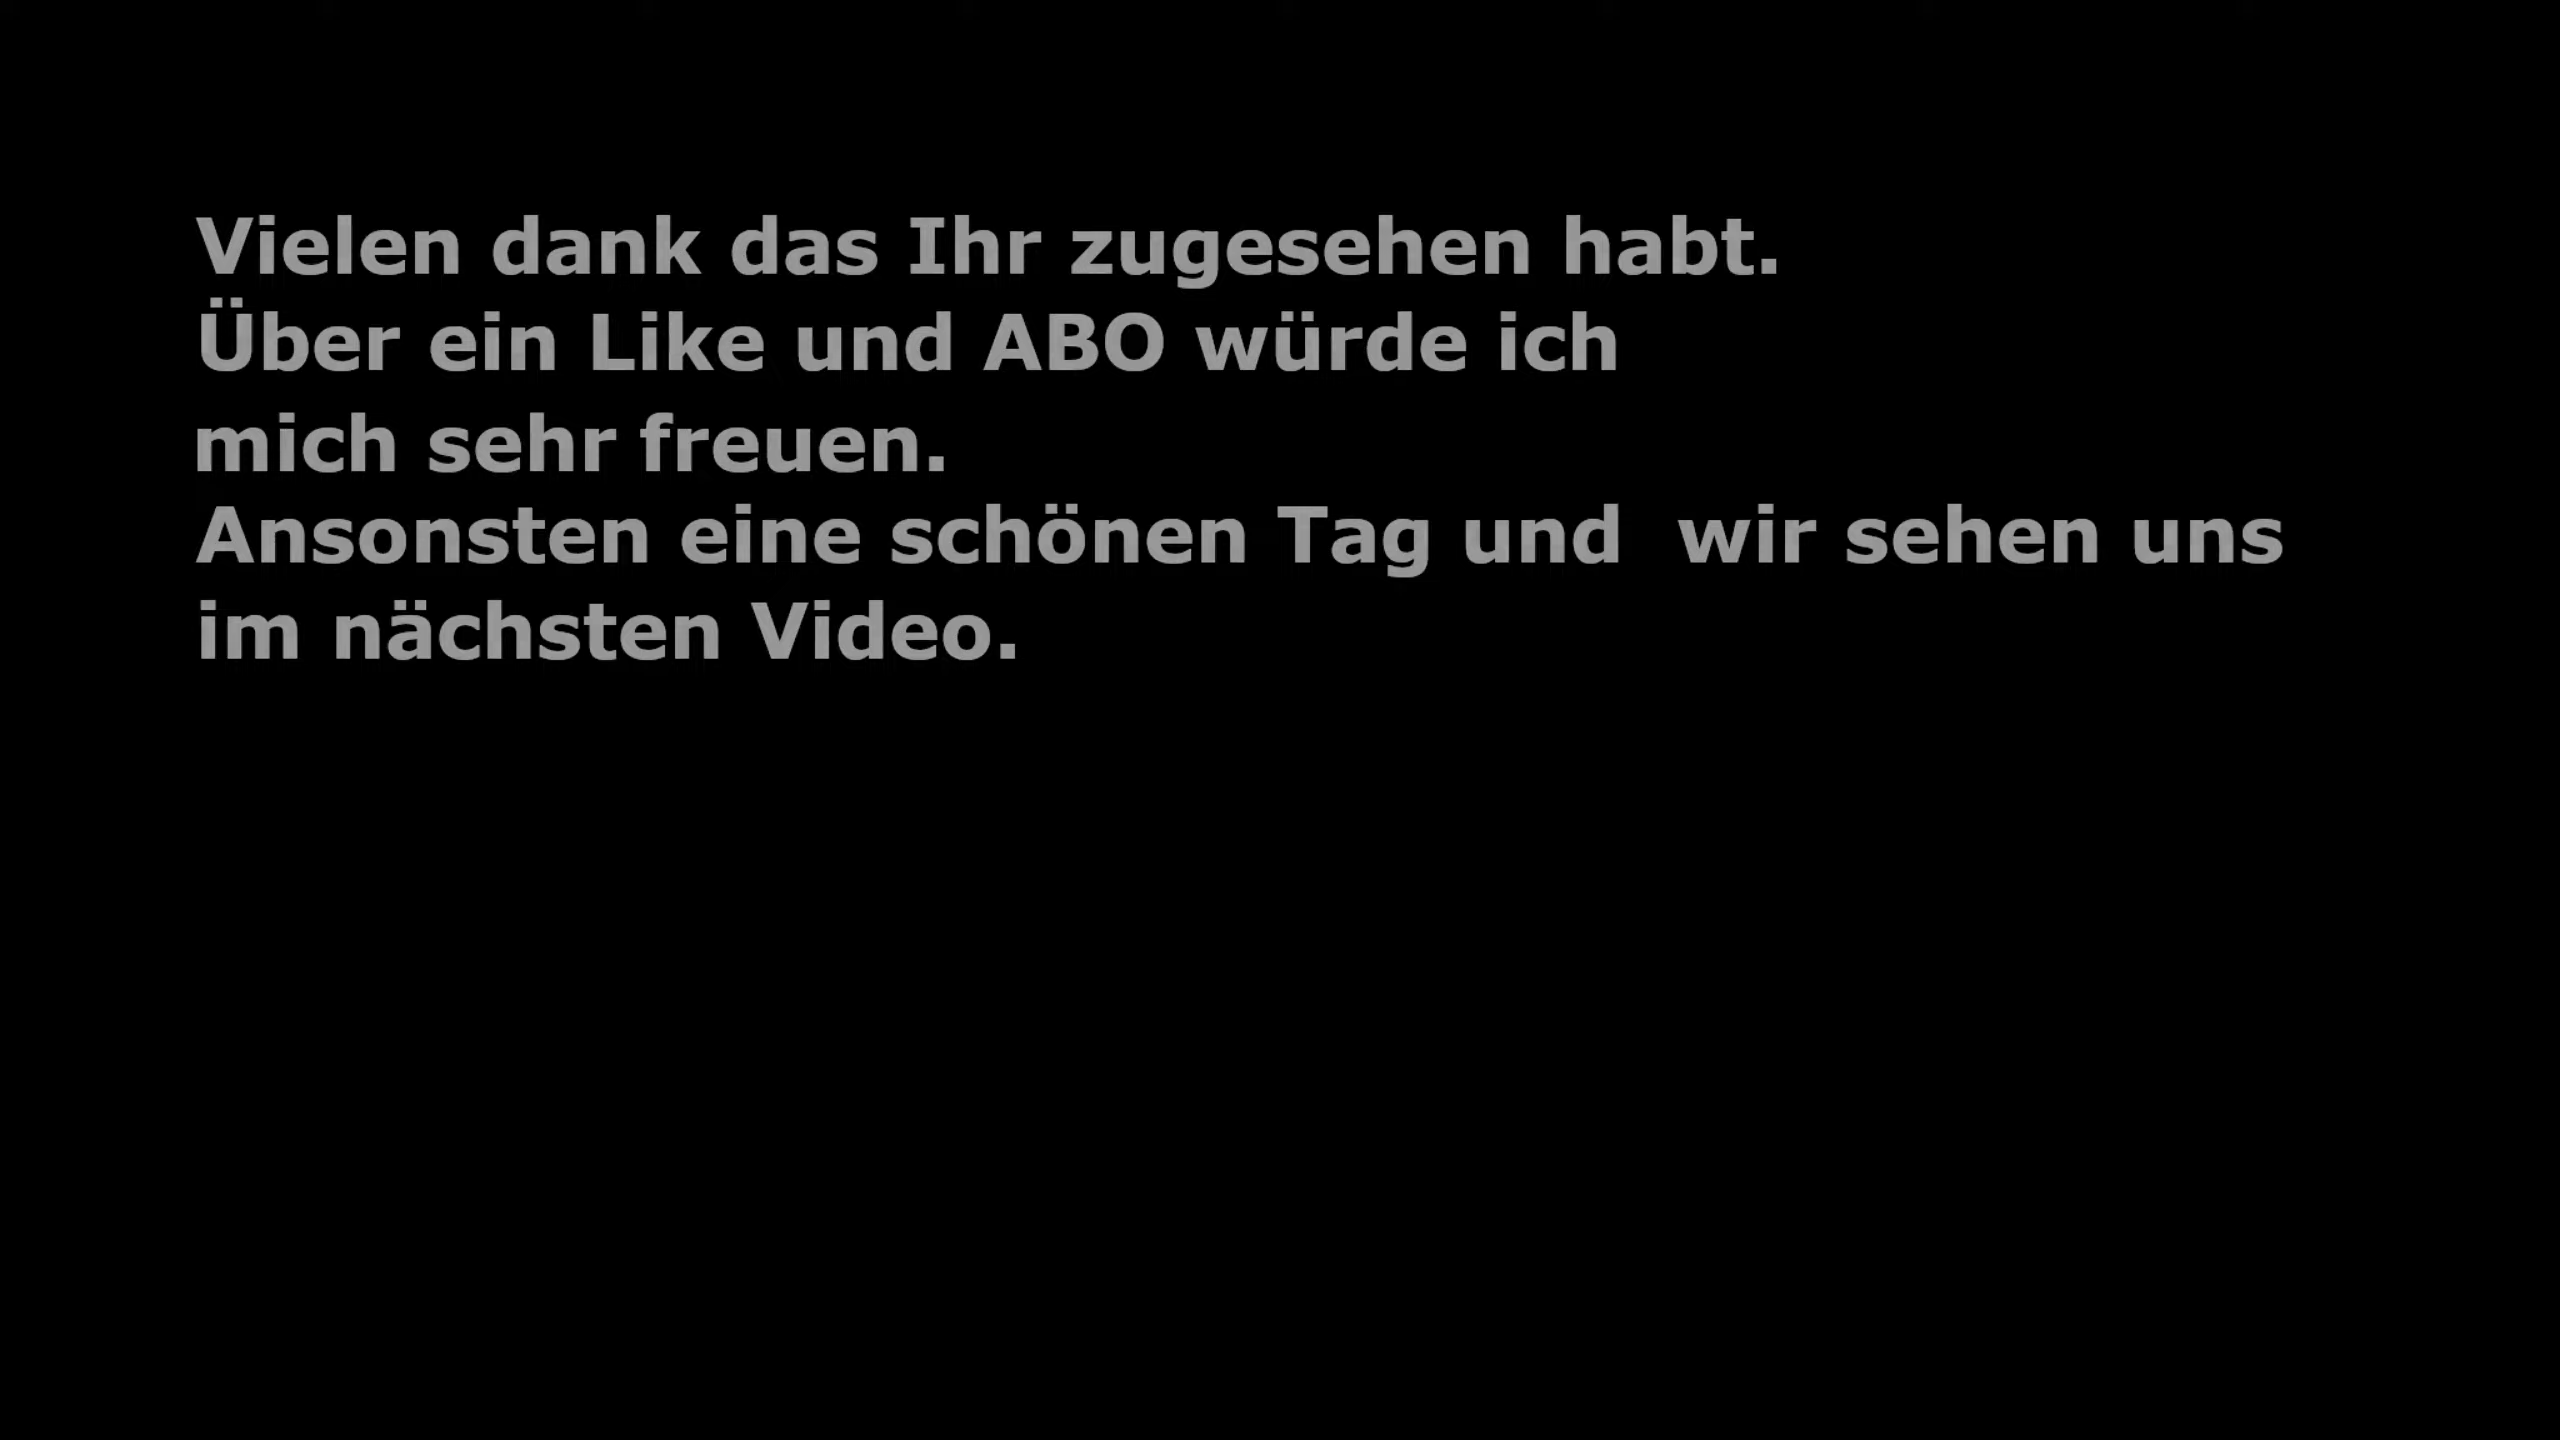 Vielen dank das Ihr zugesehen habt.
Über ein Like und ABO würde ich
mich sehr freuen.
Ansonsten eine schönen Tag und  wir sehen uns
im nächsten Video.